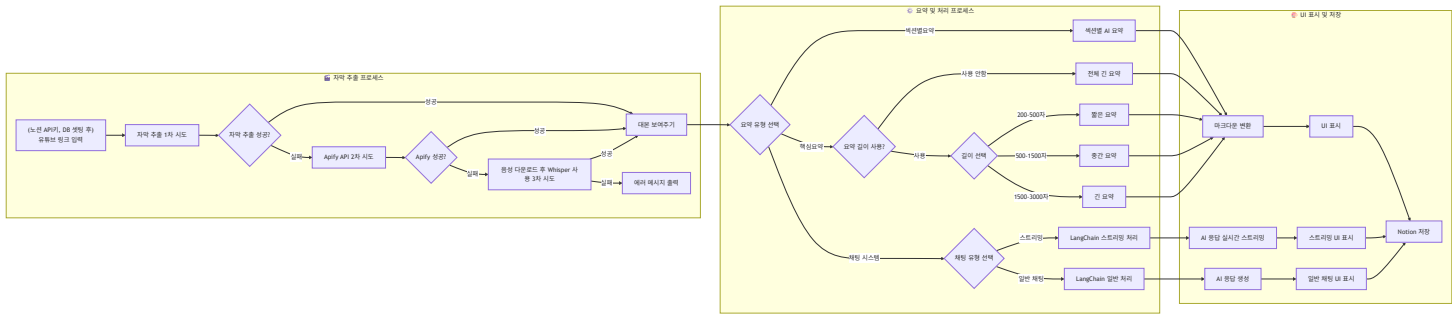 🎬 자막 추출 프로세스
(노션 API키, DB 셋팅 후)
유튜브 링크 입력
자막 추출 1차 시도
자막 추출 성공?
성공
실패
Apify API 2차 시도
Apify 성공?
성공
실패
음성 다운로드 후 Whisper 사
용 3차 시도
성공
실패
대본 보여주기
에러 메시지 출력
요약 및 처리 프로세스
요약 유형 선택
섹션별요약
섹션별 AI 요약
핵심요약
요약 길이 사용?
사용 안함
전체 긴 요약
사용
길이 선택
200-500자
짧은 요약
500-1500자
중간 요약
1500-3000자
긴 요약
채팅 시스템
채팅 유형 선택
스트리밍
LangChain 스트리밍 처리
일반 채팅
LangChain 일반 처리
🎯 UI 표시 및 저장
마크다운 변환
UI 표시
AI 응답 실시간 스트리밍
스트리밍 UI 표시
AI 응답 생성
일반 채팅 UI 표시
Notion 저장